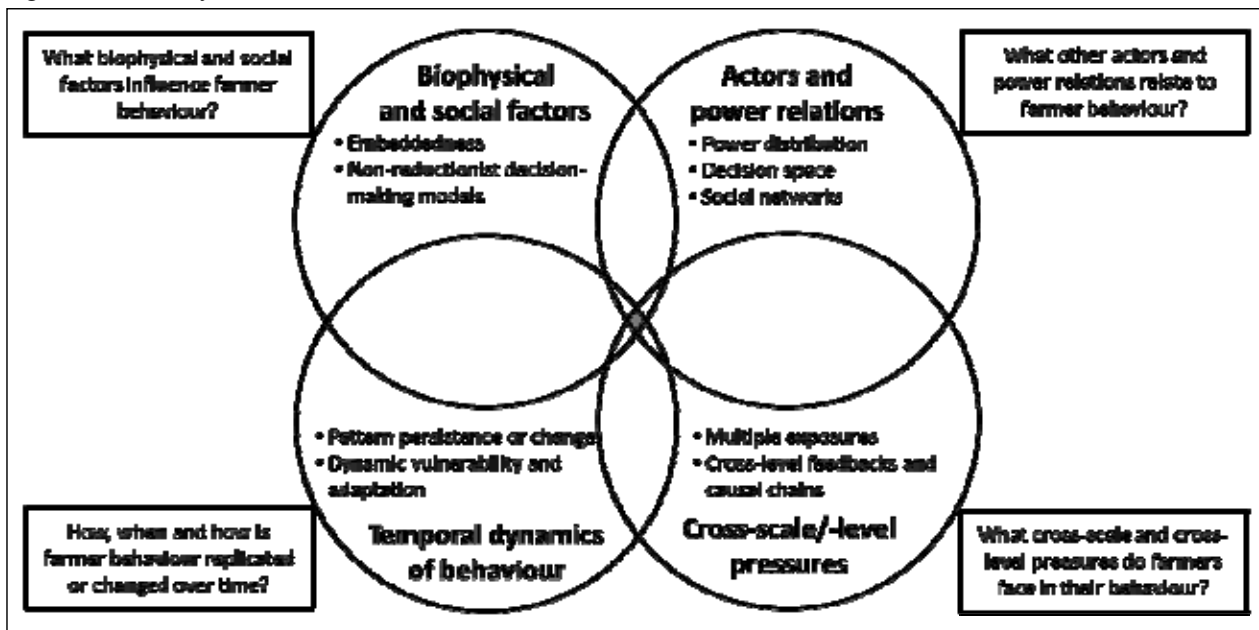 What biophysical and social
factors influence farmer
behaviour?
Biophysical
and social factors
• Embeddedness
• Non-reductionist decision-
making models
Actors and
power relations
• Power distribution
• Decision space
• Social networks
What other actors and
power relations relate to
farmer behaviour?
How, when and how is
farmer behaviour replicated
or changed over time?
• Pattern persistance or change
• Dynamic vulnerability and
adaptation
Temporal dynamics
of behaviour
• Multiple exposures
• Cross-level feedbacks and
causal chains
Cross-scale/-level
pressures
What cross-scale and cross-
level pressures do farmers
face in their behaviour?